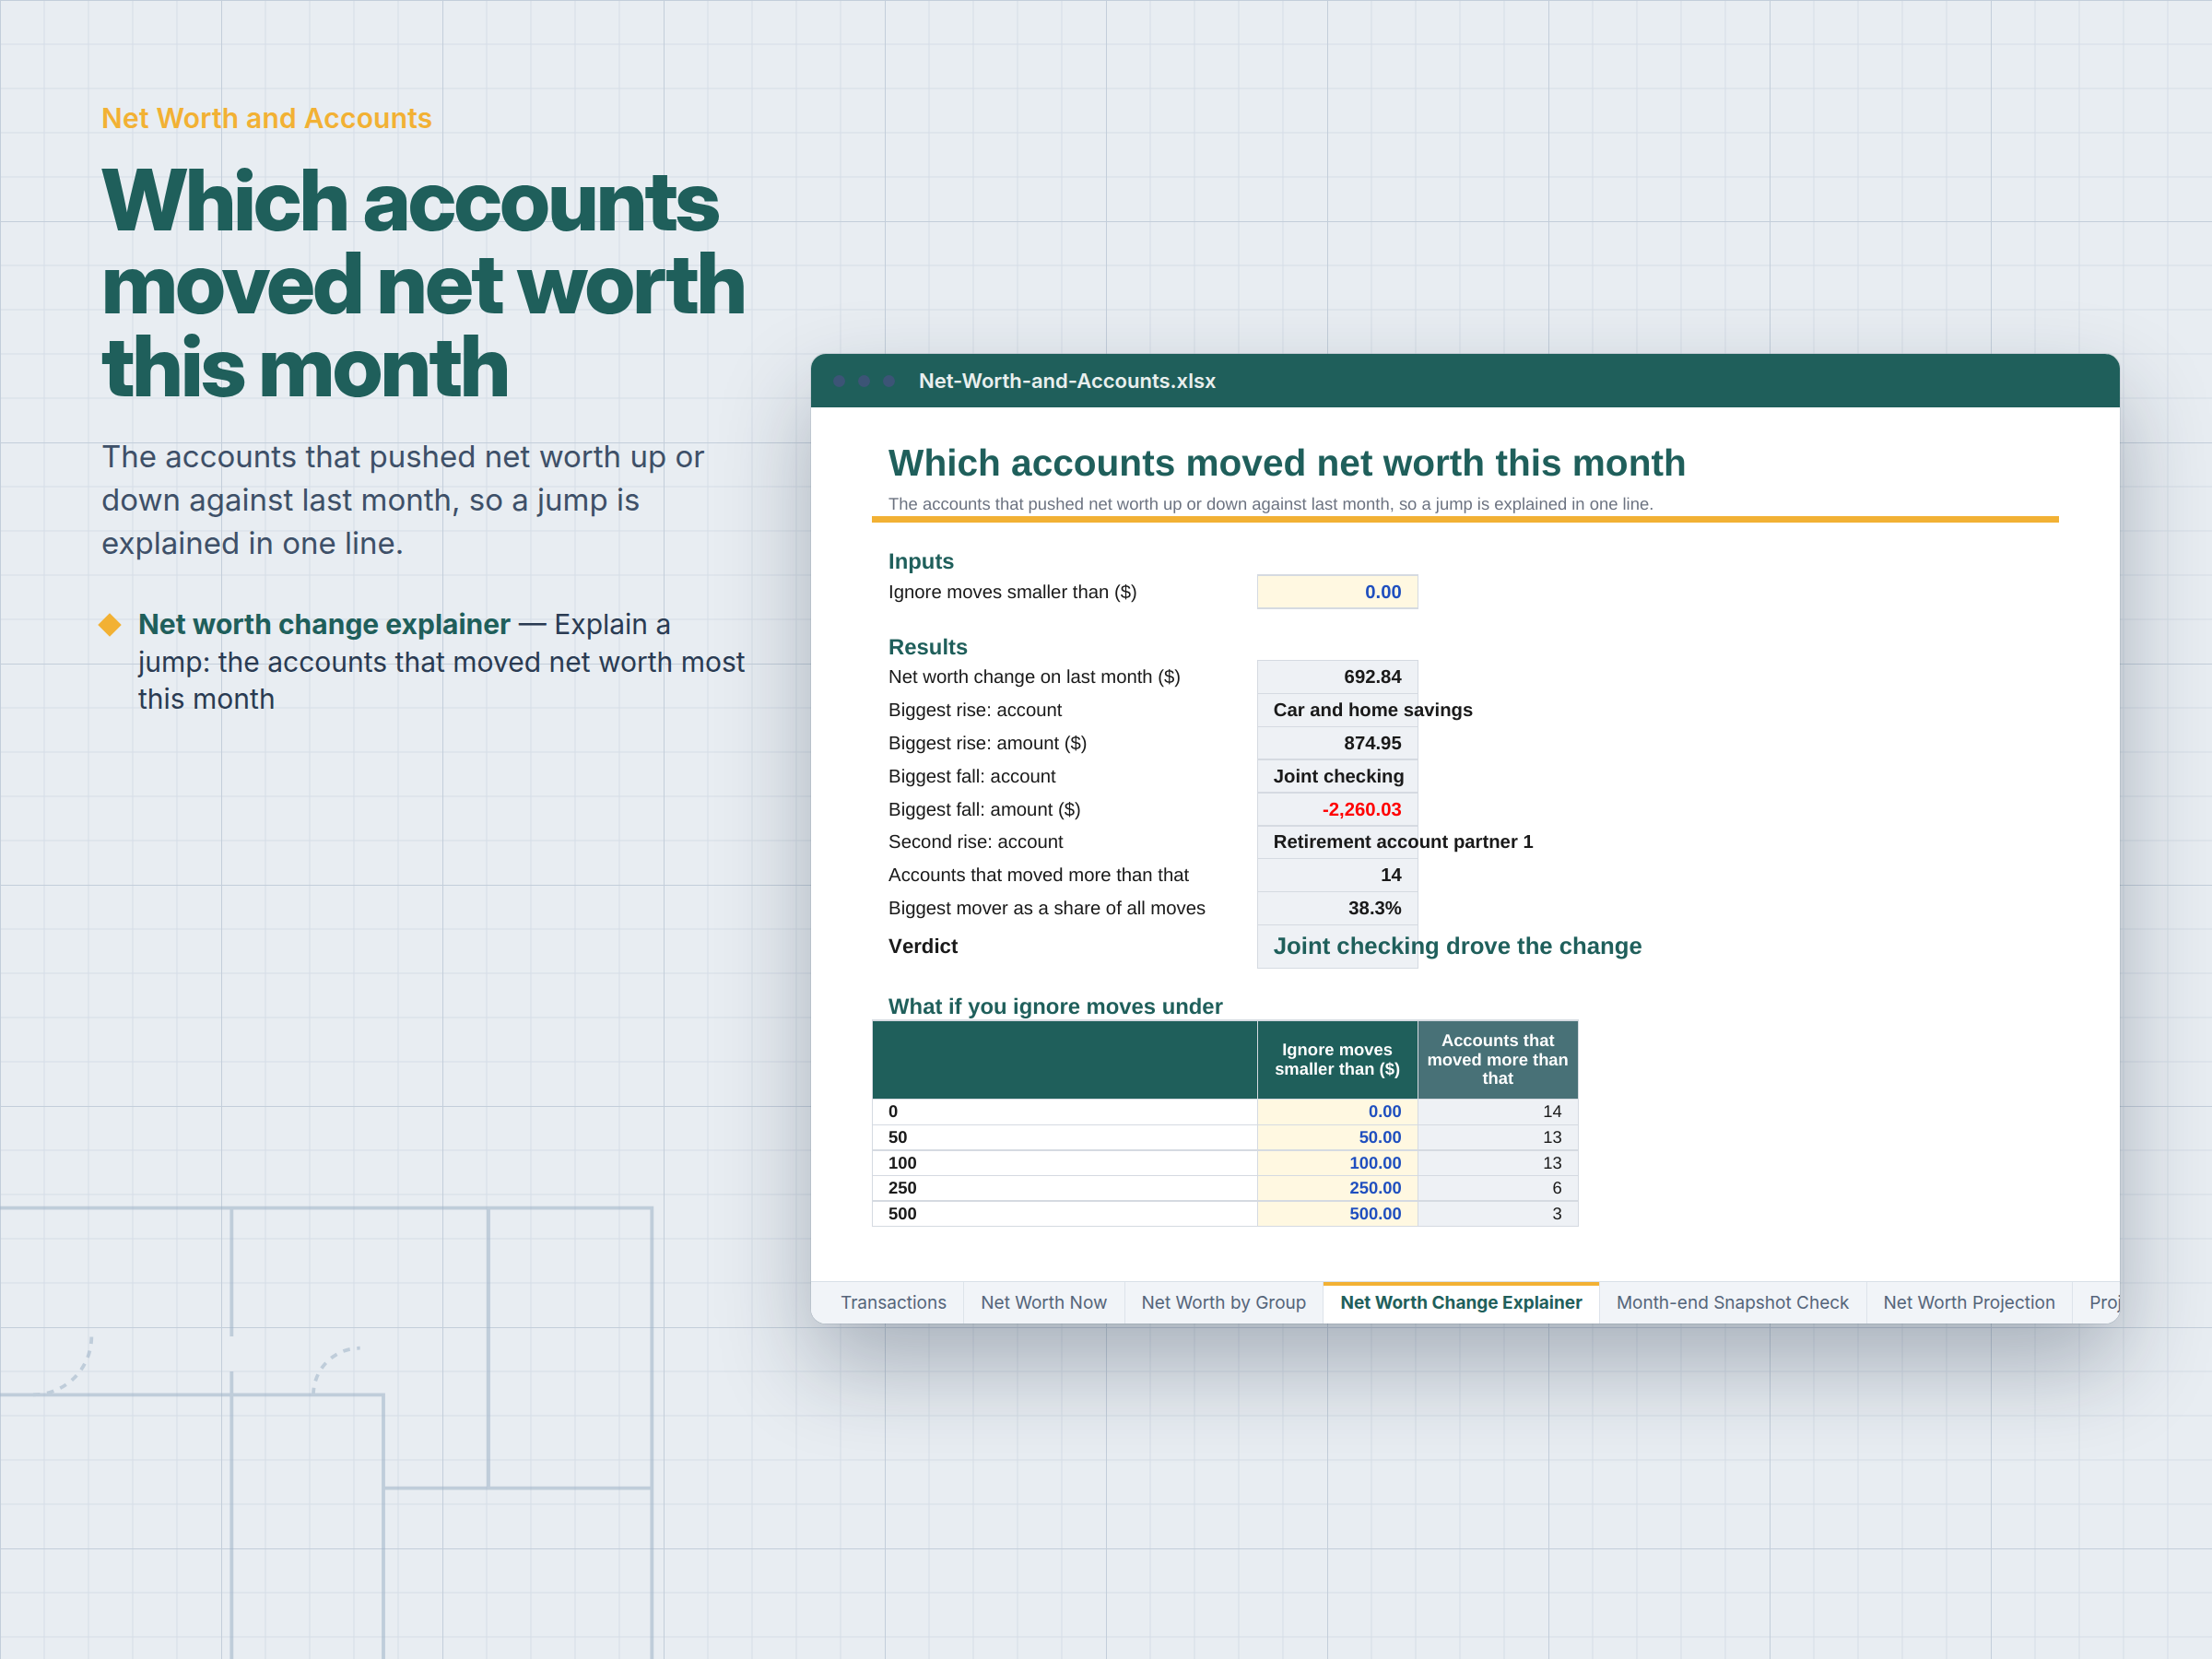 Net Worth and Accounts
Which accounts
moved net worth
this month
The accounts that pushed net worth up or
down against last month, so a jump is
explained in one line.
Net worth change explainer — Explain a
jump: the accounts that moved net worth most
this month
Net-Worth-and-Accounts.xlsx
Which accounts moved net worth this month
The accounts that pushed net worth up or down against last month, so a jump is explained in one line.
Inputs
Ignore moves smaller than ($) 0.00
Results
Net worth change on last month ($) 692.84
Biggest rise: account Car and home savings
Biggest rise: amount ($) 874.95
Biggest fall: account Joint checking
Biggest fall: amount ($) -2,260.03
Second rise: account Retirement account partner 1
Accounts that moved more than that 14
Biggest mover as a share of all moves 38.3%
Verdict Joint checking drove the change
What if you ignore moves under
Ignore moves
smaller than ($)
Accounts that
moved more than
that
0 0.00 14
50 50.00 13
100 100.00 13
250 250.00 6
500 500.00 3
Transactions Net Worth Now Net Worth by Group Net Worth Change Explainer Month-end Snapshot Check Net Worth Projection Proj